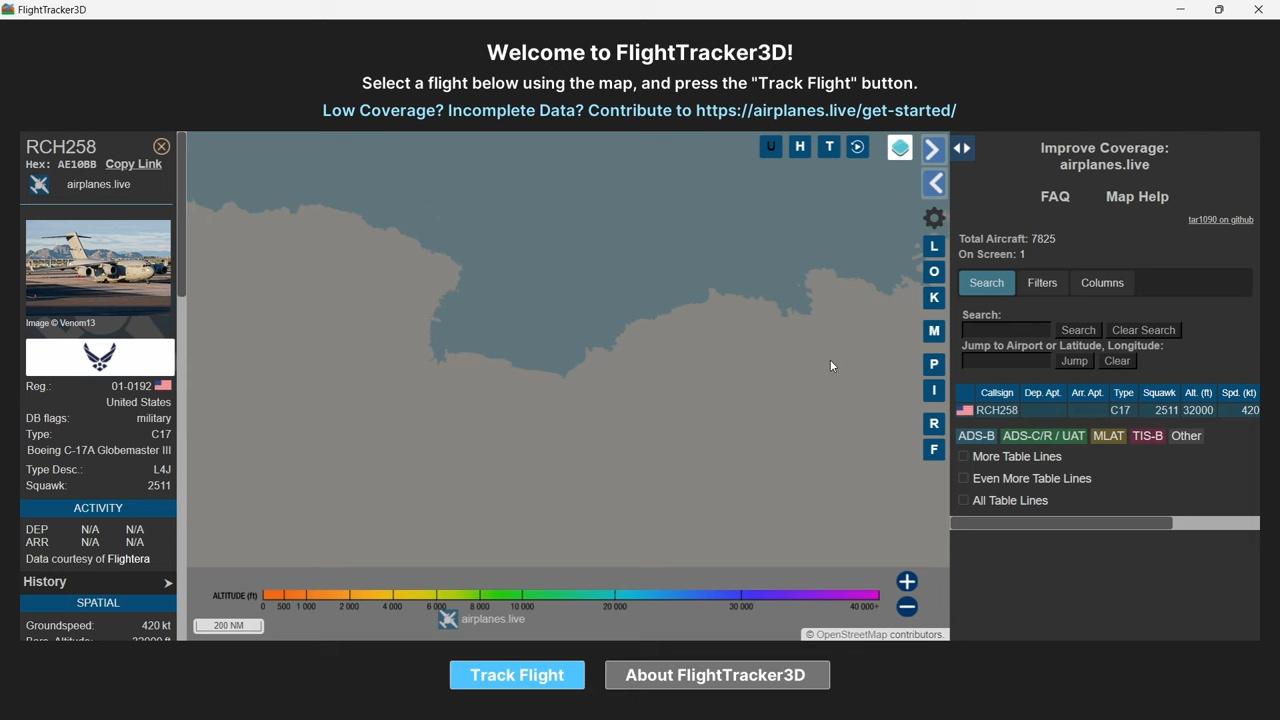 FlightTracker3D
Welcome to FlightTracker3D!
Select a flight below using the map, and press the "Track Flight" button.
Low Coverage? Incomplete Data? Contribute to https://airplanes.live/get-started/
RCH258
Hex: AE10BB Copy Link
airplanes.live
Image © Venom13
Reg.: 01-0192
United States
DB flags: military
Type: C17
Boeing C-17A Globemaster III
Type Desc.: L4J
Squawk: 2511
ACTIVITY
DEP N/A N/A
ARR N/A N/A
Data courtesy of Flightera
History
SPATIAL
Groundspeed: 420 kt
Baro. Altitude: 32000 ft
U H T
L
O
K
M
P
I
R
F
ALTITUDE (ft)
0 500 1 000 2 000 4 000 6 000 8 000 10 000 20 000 30 000 40 000+
airplanes.live
200 NM
© OpenStreetMap contributors.
Improve Coverage:
airplanes.live
FAQ Map Help
tar1090 on github
Total Aircraft: 7825
On Screen: 1
Search Filters Columns
Search:
Search Clear Search
Jump to Airport or Latitude, Longitude:
Jump Clear
Callsign Dep. Apt. Arr. Apt. Type Squawk Alt. (ft) Spd. (kt)
RCH258 C17 2511 32000 420
ADS-B ADS-C/R / UAT MLAT TIS-B Other
More Table Lines
Even More Table Lines
All Table Lines
Track Flight
About FlightTracker3D